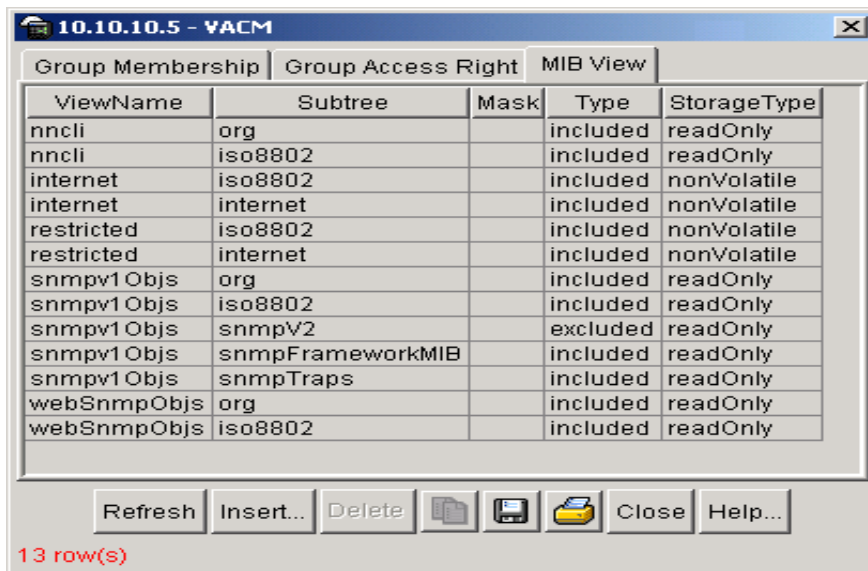 10.10.10.5 - VACM
Group Membership Group Access Right MIB View
ViewName Subtree Mask Type StorageType
nncli org included readOnly
nncli iso8802 included readOnly
internet iso8802 included nonVolatile
internet internet included nonVolatile
restricted iso8802 included nonVolatile
restricted internet included nonVolatile
snmpv1Objs org included readOnly
snmpv1Objs iso8802 included readOnly
snmpv1Objs snmpV2 excluded readOnly
snmpv1Objs snmpFrameworkMIB included readOnly
snmpv1Objs snmpTraps included readOnly
webSnmpObjs org included readOnly
webSnmpObjs iso8802 included readOnly
Refresh Insert... Delete Close Help...
13 row(s)